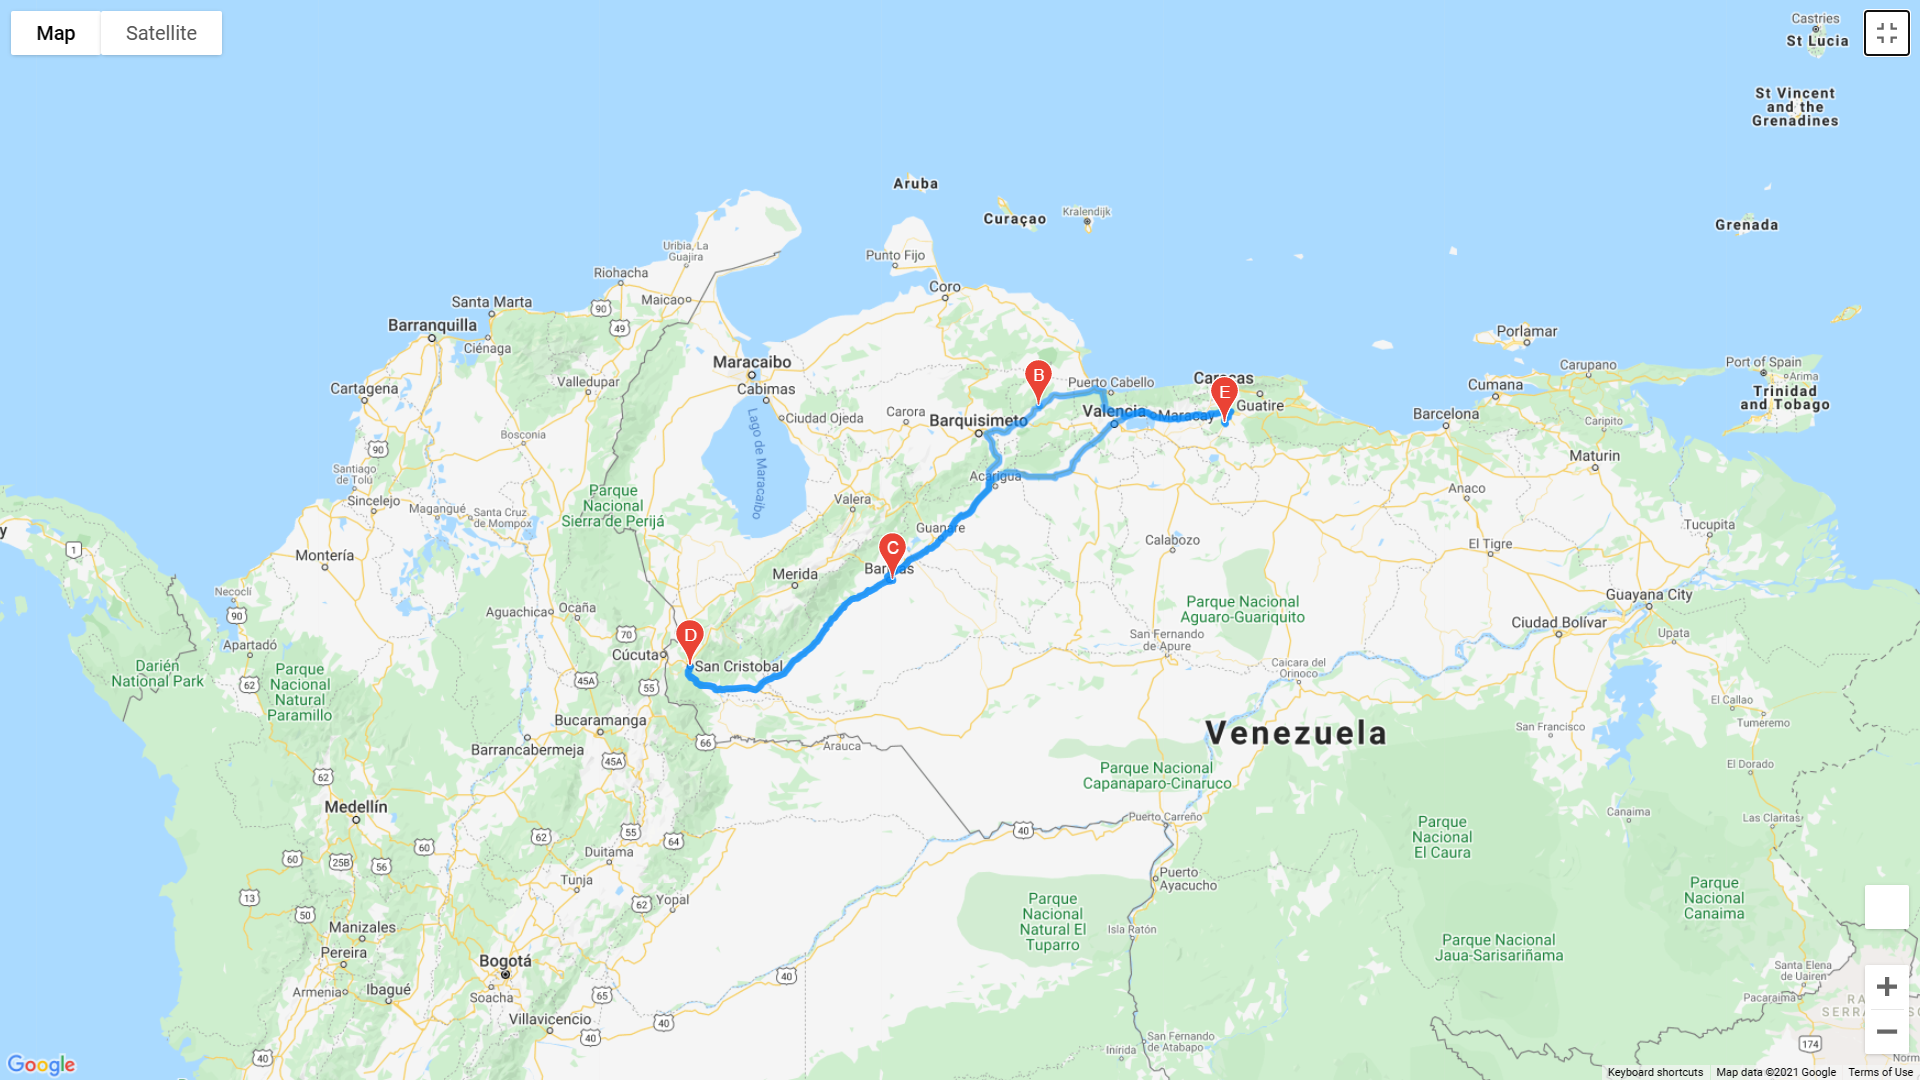 Map
Satellite
Castries
St Lucia
St Vincent
and the
Grenadines
Aruba
Curaçao
Kralendijk
Grenada
Uribia, La
Guajira
Punto Fijo
Riohacha
Coro
Maicao
Santa Marta
90
49
Barranquilla
Ciénaga
Porlamar
Maracaibo
B
Carupano
Port of Spain
Arima
Valledupar
Puerto Cabello
Caracas
E
Cumana
Trinidad
and Tobago
Cartagena
Cabimas
Guatire
Carora
Ciudad Ojeda
Barquisimeto
Valencia
Maracay
Barcelona
Caripito
Bosconia
90
Lago de Maracaibo
Maturin
Santiago
de Tolú
Acarigua
Anaco
Parque
Nacional
Sierra de Perijá
Sincelejo
Magangué
Santa Cruz
de Mompox
Valera
Guanare
Tucupita
y
1
Montería
C
Calabozo
El Tigre
Barinas
Merida
Necoclí
90
Aguachica
Ocaña
Parque Nacional
Aguaro-Guariquito
Guayana City
Ciudad Bolívar
Apartadó
70
D
Cúcuta
San Cristobal
San Fernando
de Apure
Upata
Darién
National Park
Parque
Nacional
Natural
Paramillo
62
45A
55
Caicara del
Orinoco
El Callao
Tumeremo
Bucaramanga
66
Arauca
Venezuela
San Francisco
Barrancabermeja
45A
62
Parque Nacional
Capanaparo-Cinaruco
El Dorado
Medellín
Canaima
62
55
40
Puerto Carreño
Parque
Nacional
El Caura
Las Claritas
60
25B
56
60
64
Duitama
Tunja
Puerto
Ayacucho
13
50
62
Yopal
Parque
Nacional
Natural El
Tuparro
Parque
Nacional
Canaima
Manizales
Isla Ratón
Pereira
Bogotá
Parque Nacional
Jaua-Sarisariñama
40
Santa Elena
de Uairen
Armenia
Ibagué
Soacha
65
Pacaraima
Villavicencio
40
40
40
San Fernando
de Atabapo
Inírida
174
Google
Keyboard shortcuts
Map data ©2021 Google
Terms of Use